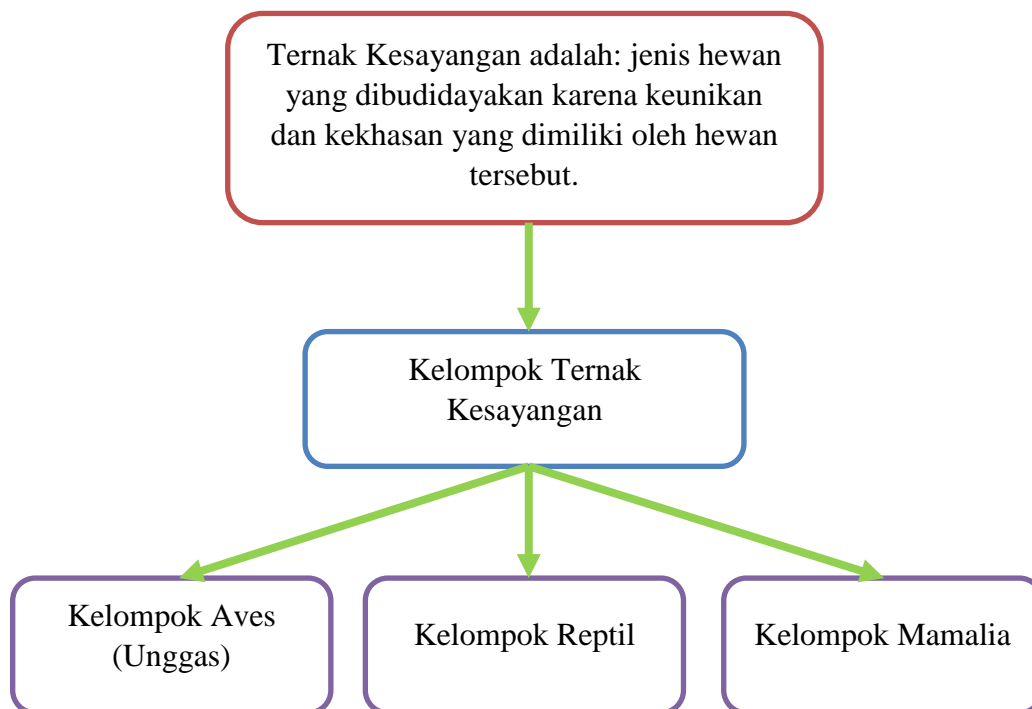 Ternak Kesayangan adalah: jenis hewan
yang dibudidayakan karena keunikan
dan kekhasan yang dimiliki oleh hewan
tersebut.
Kelompok Ternak
Kesayangan
Kelompok Aves
(Unggas)
Kelompok Reptil
Kelompok Mamalia